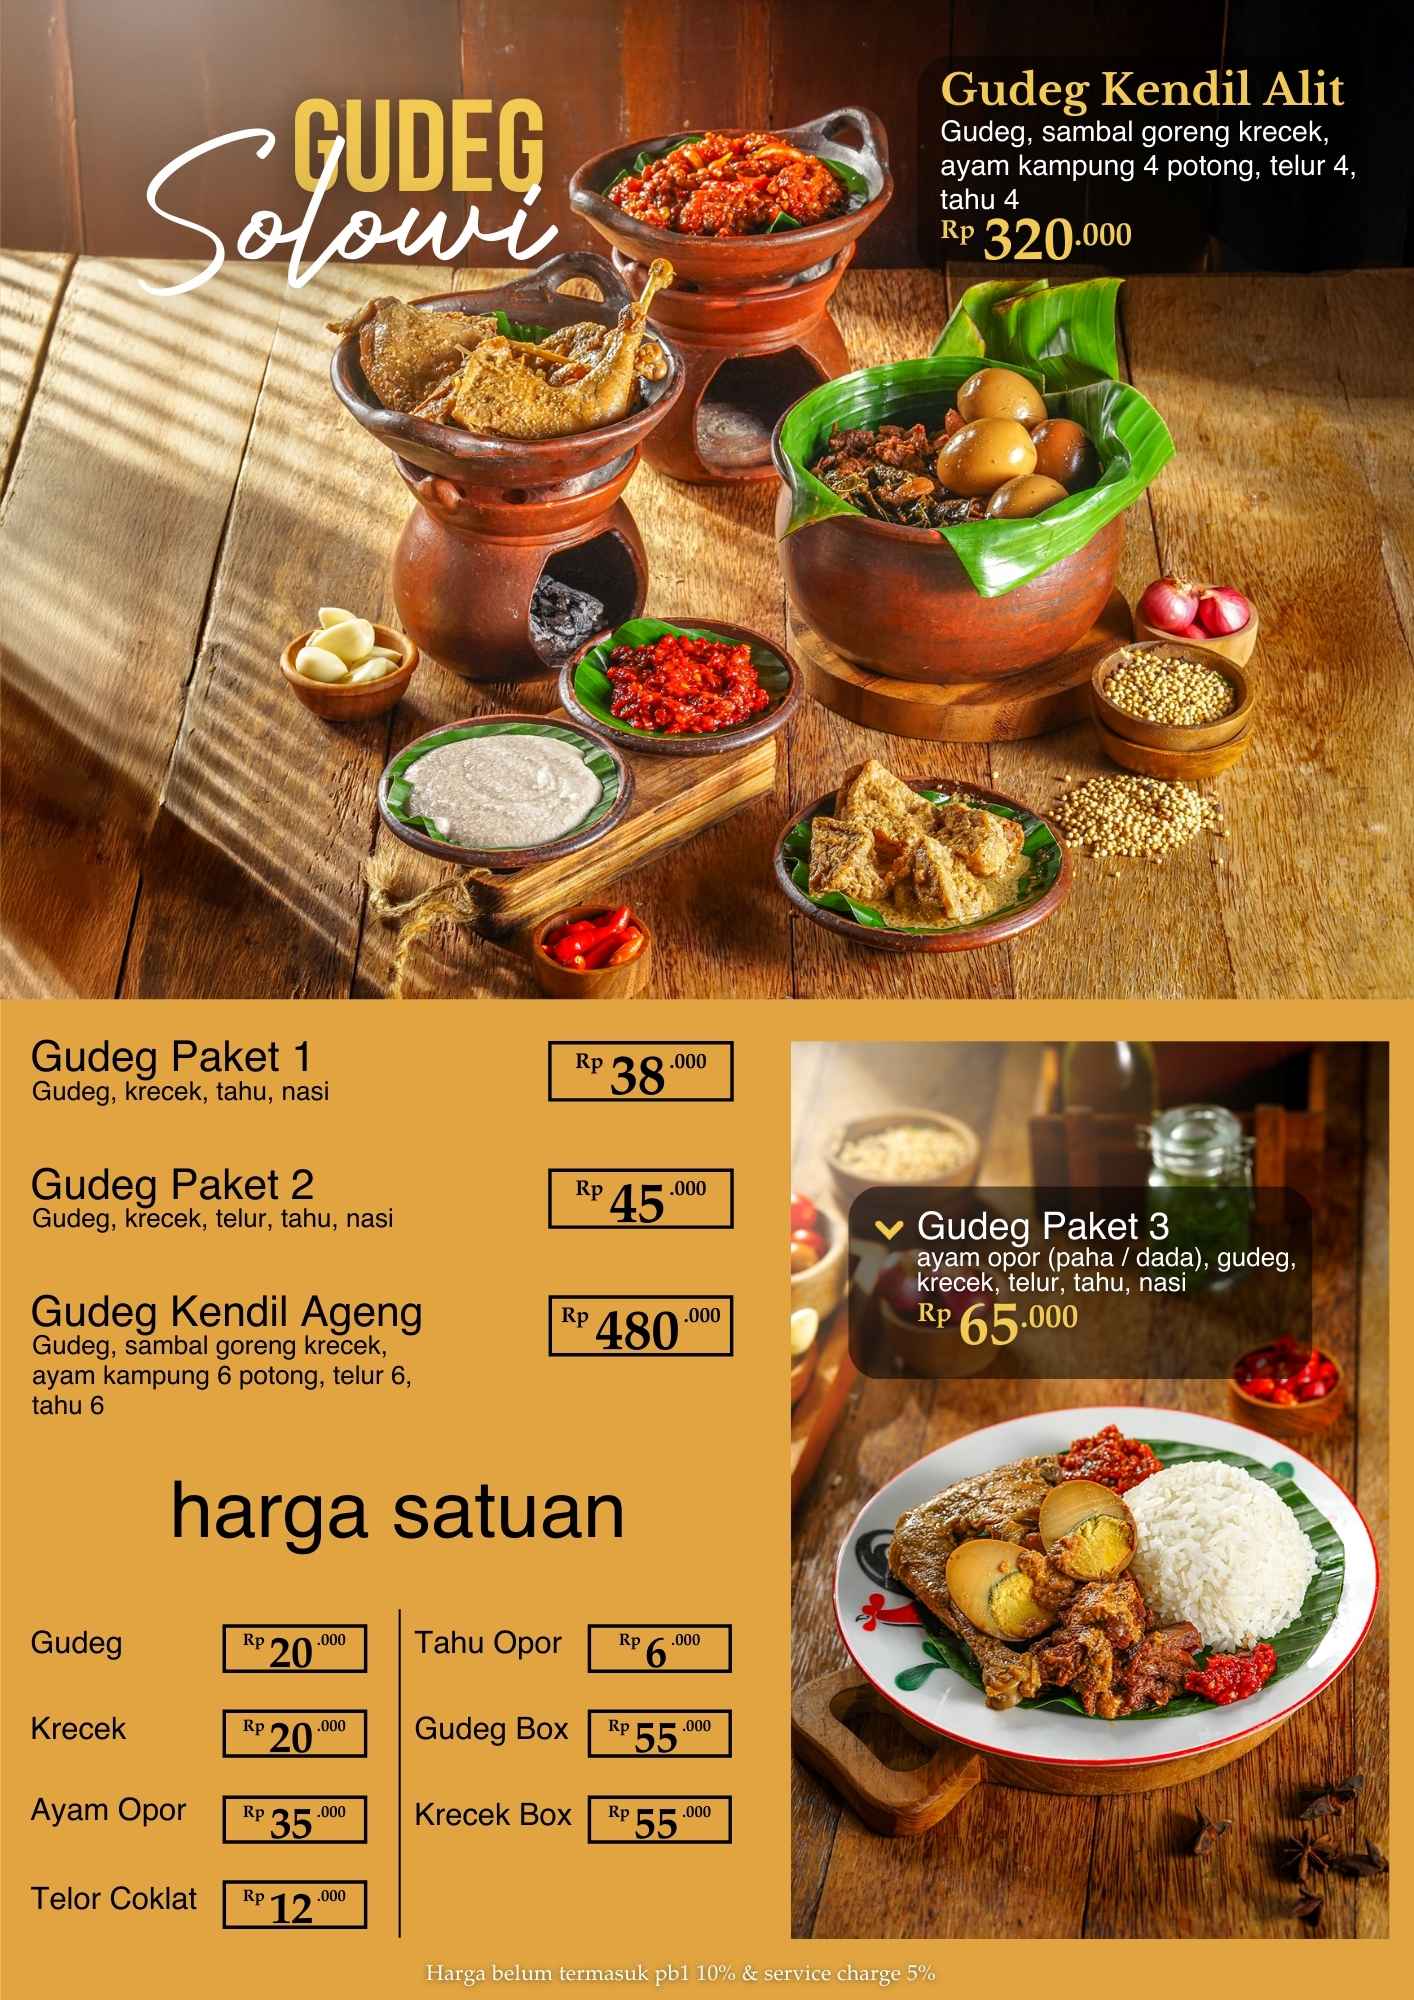 GUDEG
Solowi
Gudeg Kendil Alit
Gudeg, sambal goreng krecek,
ayam kampung 4 potong, telur 4,
tahu 4
Rp 320.000
Gudeg Paket 1
Gudeg, krecek, tahu, nasi
Rp 38.000
Gudeg Paket 2
Gudeg, krecek, telur, tahu, nasi
Rp 45.000
Gudeg Kendil Ageng
Gudeg, sambal goreng krecek,
ayam kampung 6 potong, telur 6,
tahu 6
Rp 480.000
Gudeg Paket 3
ayam opor (paha / dada), gudeg,
krecek, telur, tahu, nasi
Rp 65.000
harga satuan
Gudeg Rp 20.000
Krecek Rp 20.000
Ayam Opor Rp 35.000
Telor Coklat Rp 12.000
Tahu Opor Rp 6.000
Gudeg Box Rp 55.000
Krecek Box Rp 55.000
Harga belum termasuk pb1 10% & service charge 5%